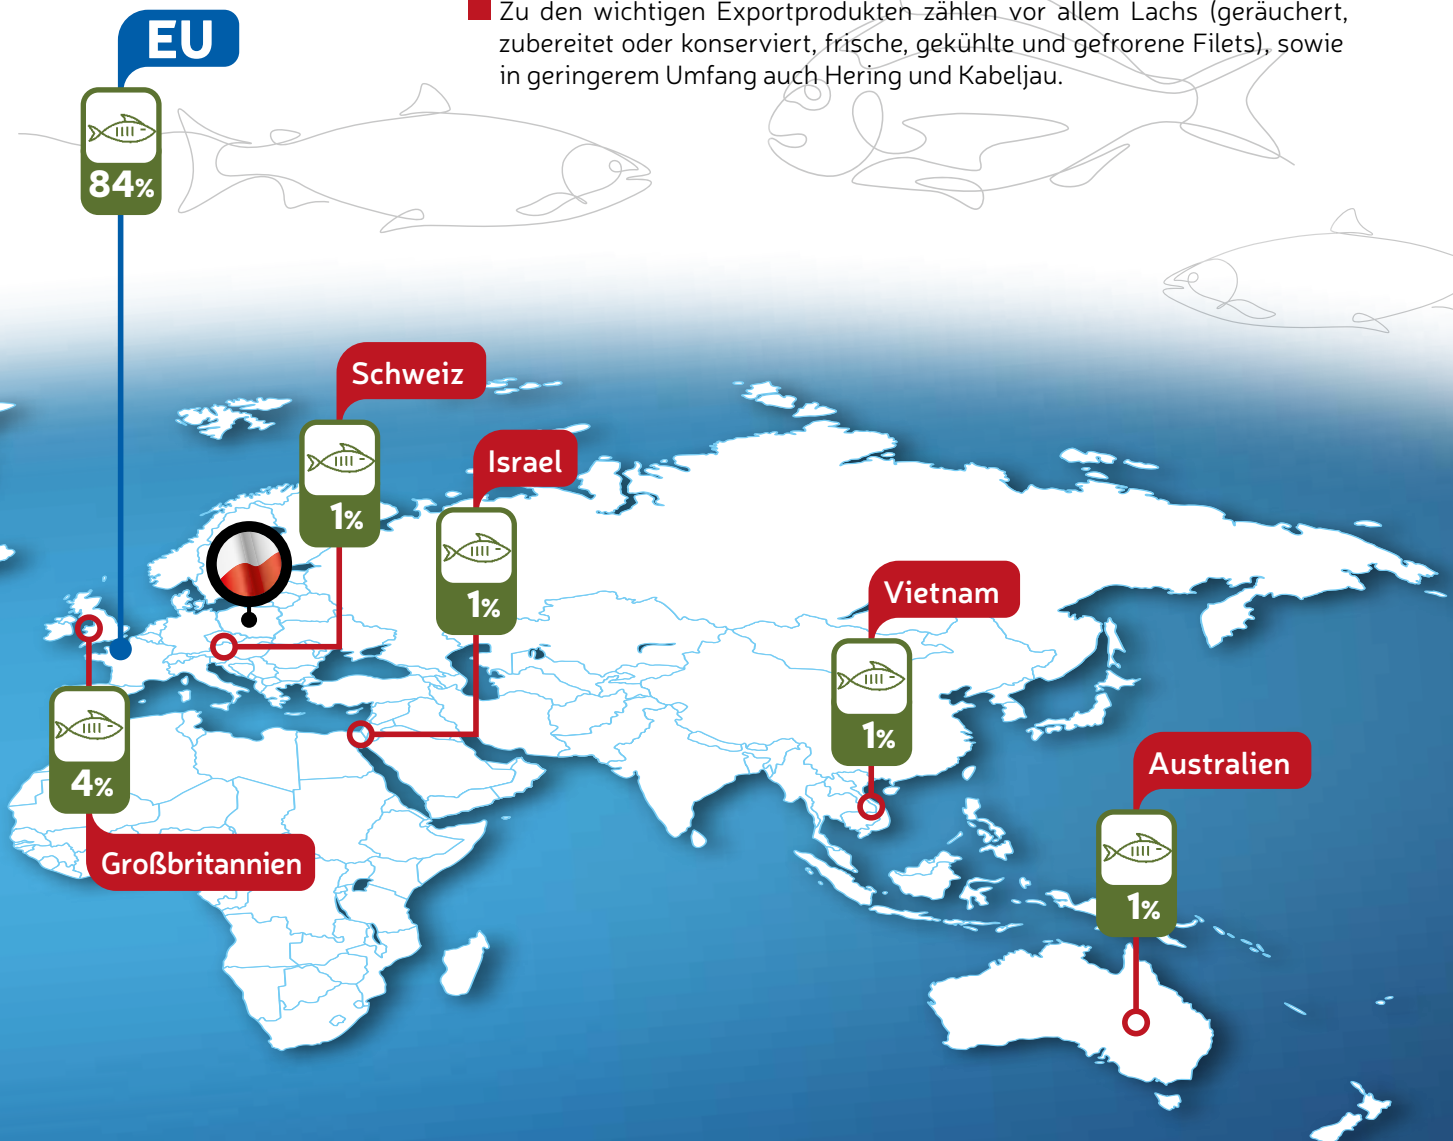 Zu den wichtigen Exportprodukten zählen vor allem Lachs (geräuchert,
zubereitet oder konserviert, frische, gekühlte und gefrorene Filets), sowie
in geringerem Umfang auch Hering und Kabeljau.
EU
84%
Schweiz
1%
Israel
1%
Vietnam
1%
Australien
1%
4%
Großbritannien